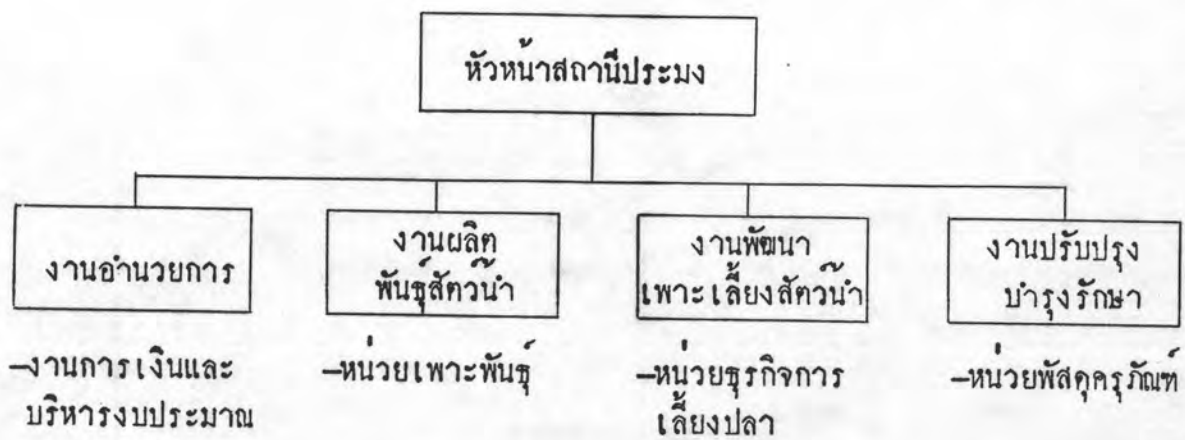 หัวหน้าสถานีประมง
งานอำนวยการ
งานผลิต
พันธุ์สัตว์น้ำ
งานพัฒนา
เพาะเลี้ยงสัตว์น้ำ
งานปรับปรุง
บำรุงรักษา
-งานการเงินและ
บริหารงบประมาณ
-หน่วยเพาะพันธุ์
-หน่วยธุรกิจการ
เลี้ยงปลา
-หน่วยพัสดุครุภัณฑ์